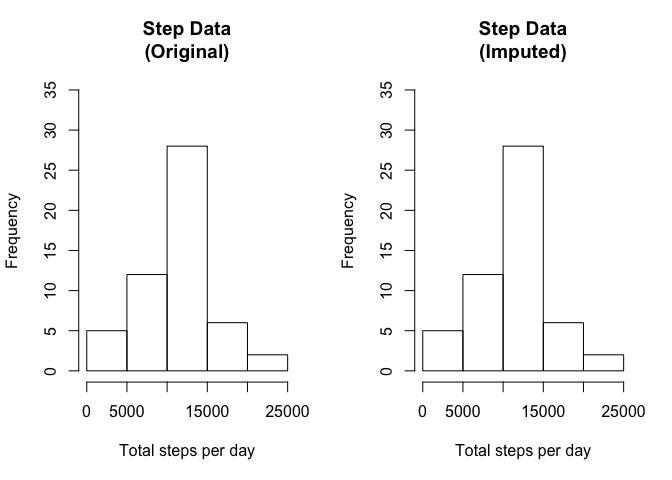 Step Data
(Original)
Frequency
35
30
25
20
15
10
5
0
0 5000 15000 25000
Total steps per day
Step Data
(Imputed)
Frequency
35
30
25
20
15
10
5
0
0 5000 15000 25000
Total steps per day